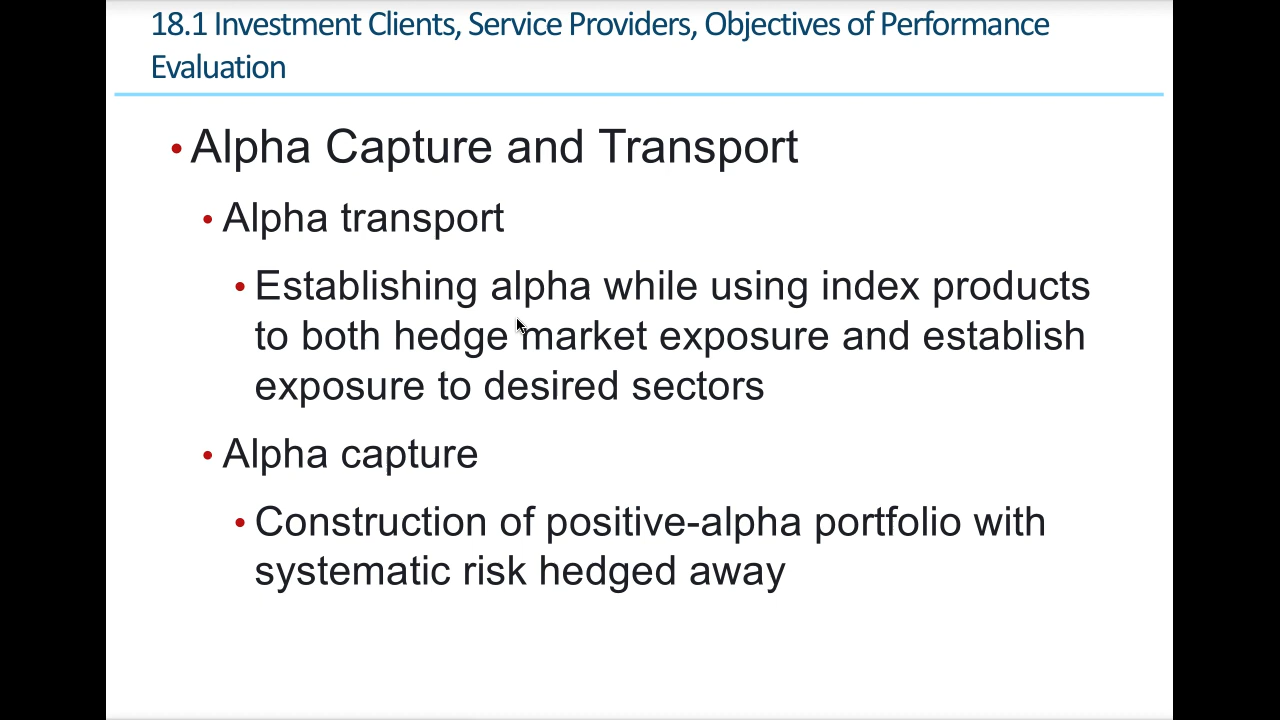 18.1 Investment Clients, Service Providers, Objectives of Performance
Evaluation
• Alpha Capture and Transport
• Alpha transport
• Establishing alpha while using index products
to both hedge market exposure and establish
exposure to desired sectors
• Alpha capture
• Construction of positive-alpha portfolio with
systematic risk hedged away